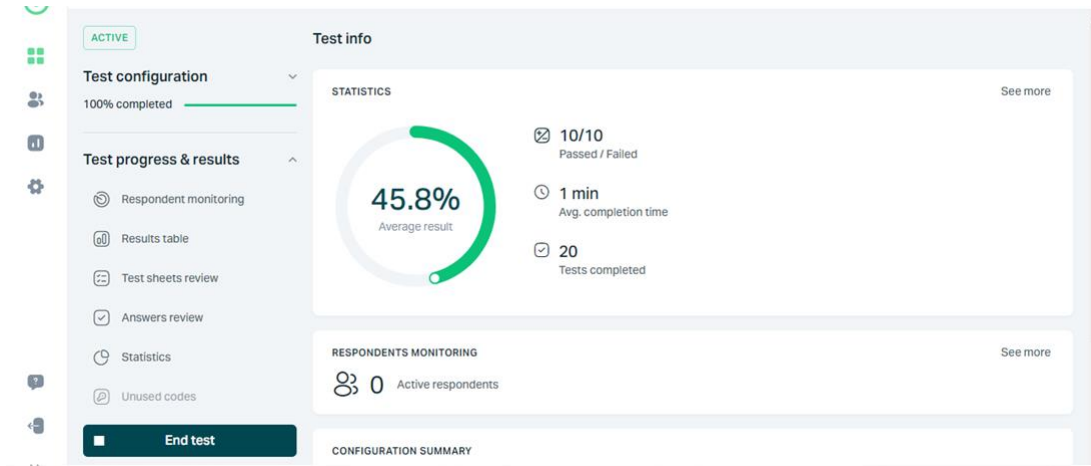 ACTIVE
Test configuration
100% completed
Test progress & results
Respondent monitoring
Results table
Test sheets review
Answers review
Statistics
Unused codes
End test
Test info
STATISTICS
See more
45.8%
Average result
10/10
Passed / Failed
1 min
Avg. completion time
20
Tests completed
RESPONDENTS MONITORING
See more
0 Active respondents
CONFIGURATION SUMMARY